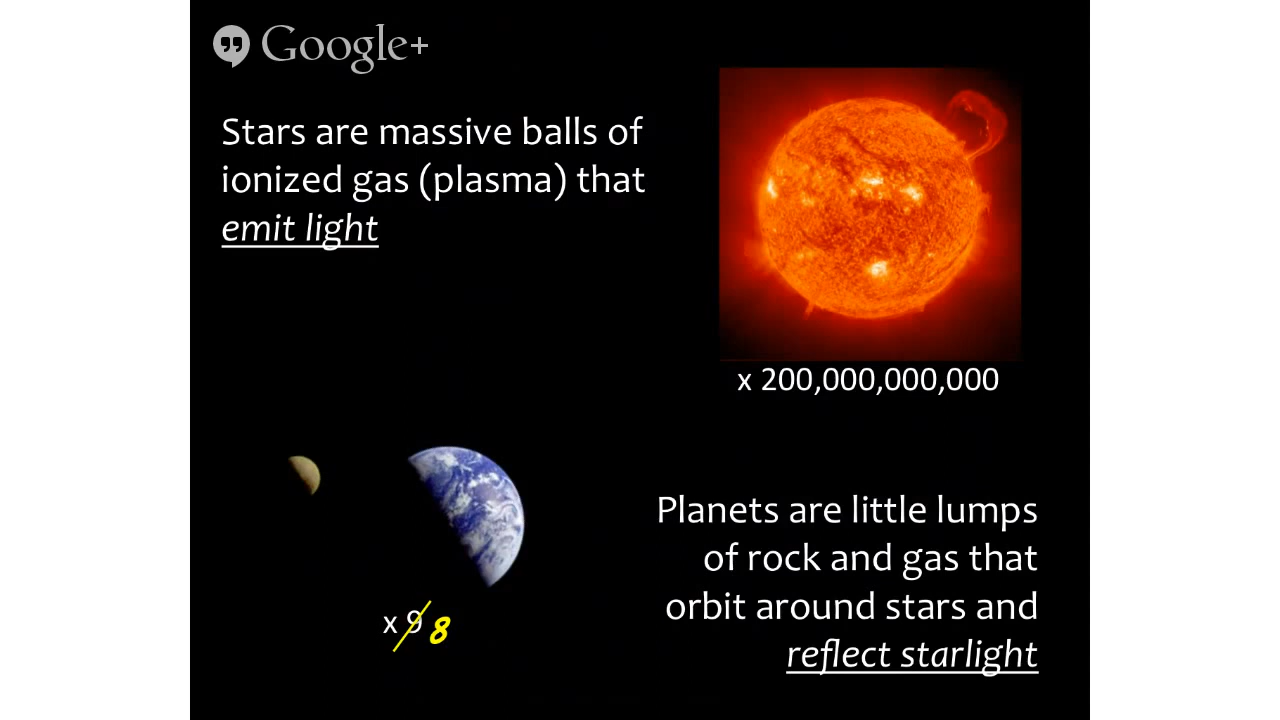 Google+
Stars are massive balls of
ionized gas (plasma) that
emit light
x 200,000,000,000
x 9 8
Planets are little lumps
of rock and gas that
orbit around stars and
reflect starlight